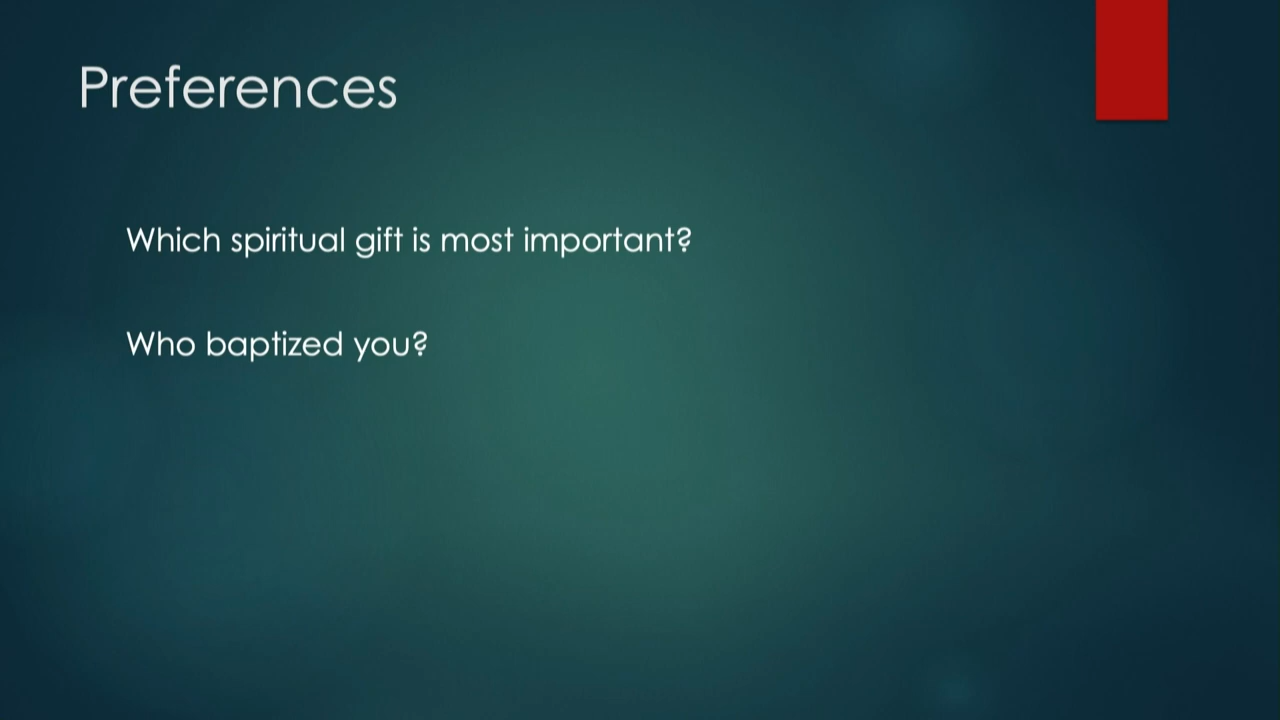 Preferences
Which spiritual gift is most important?
Who baptized you?